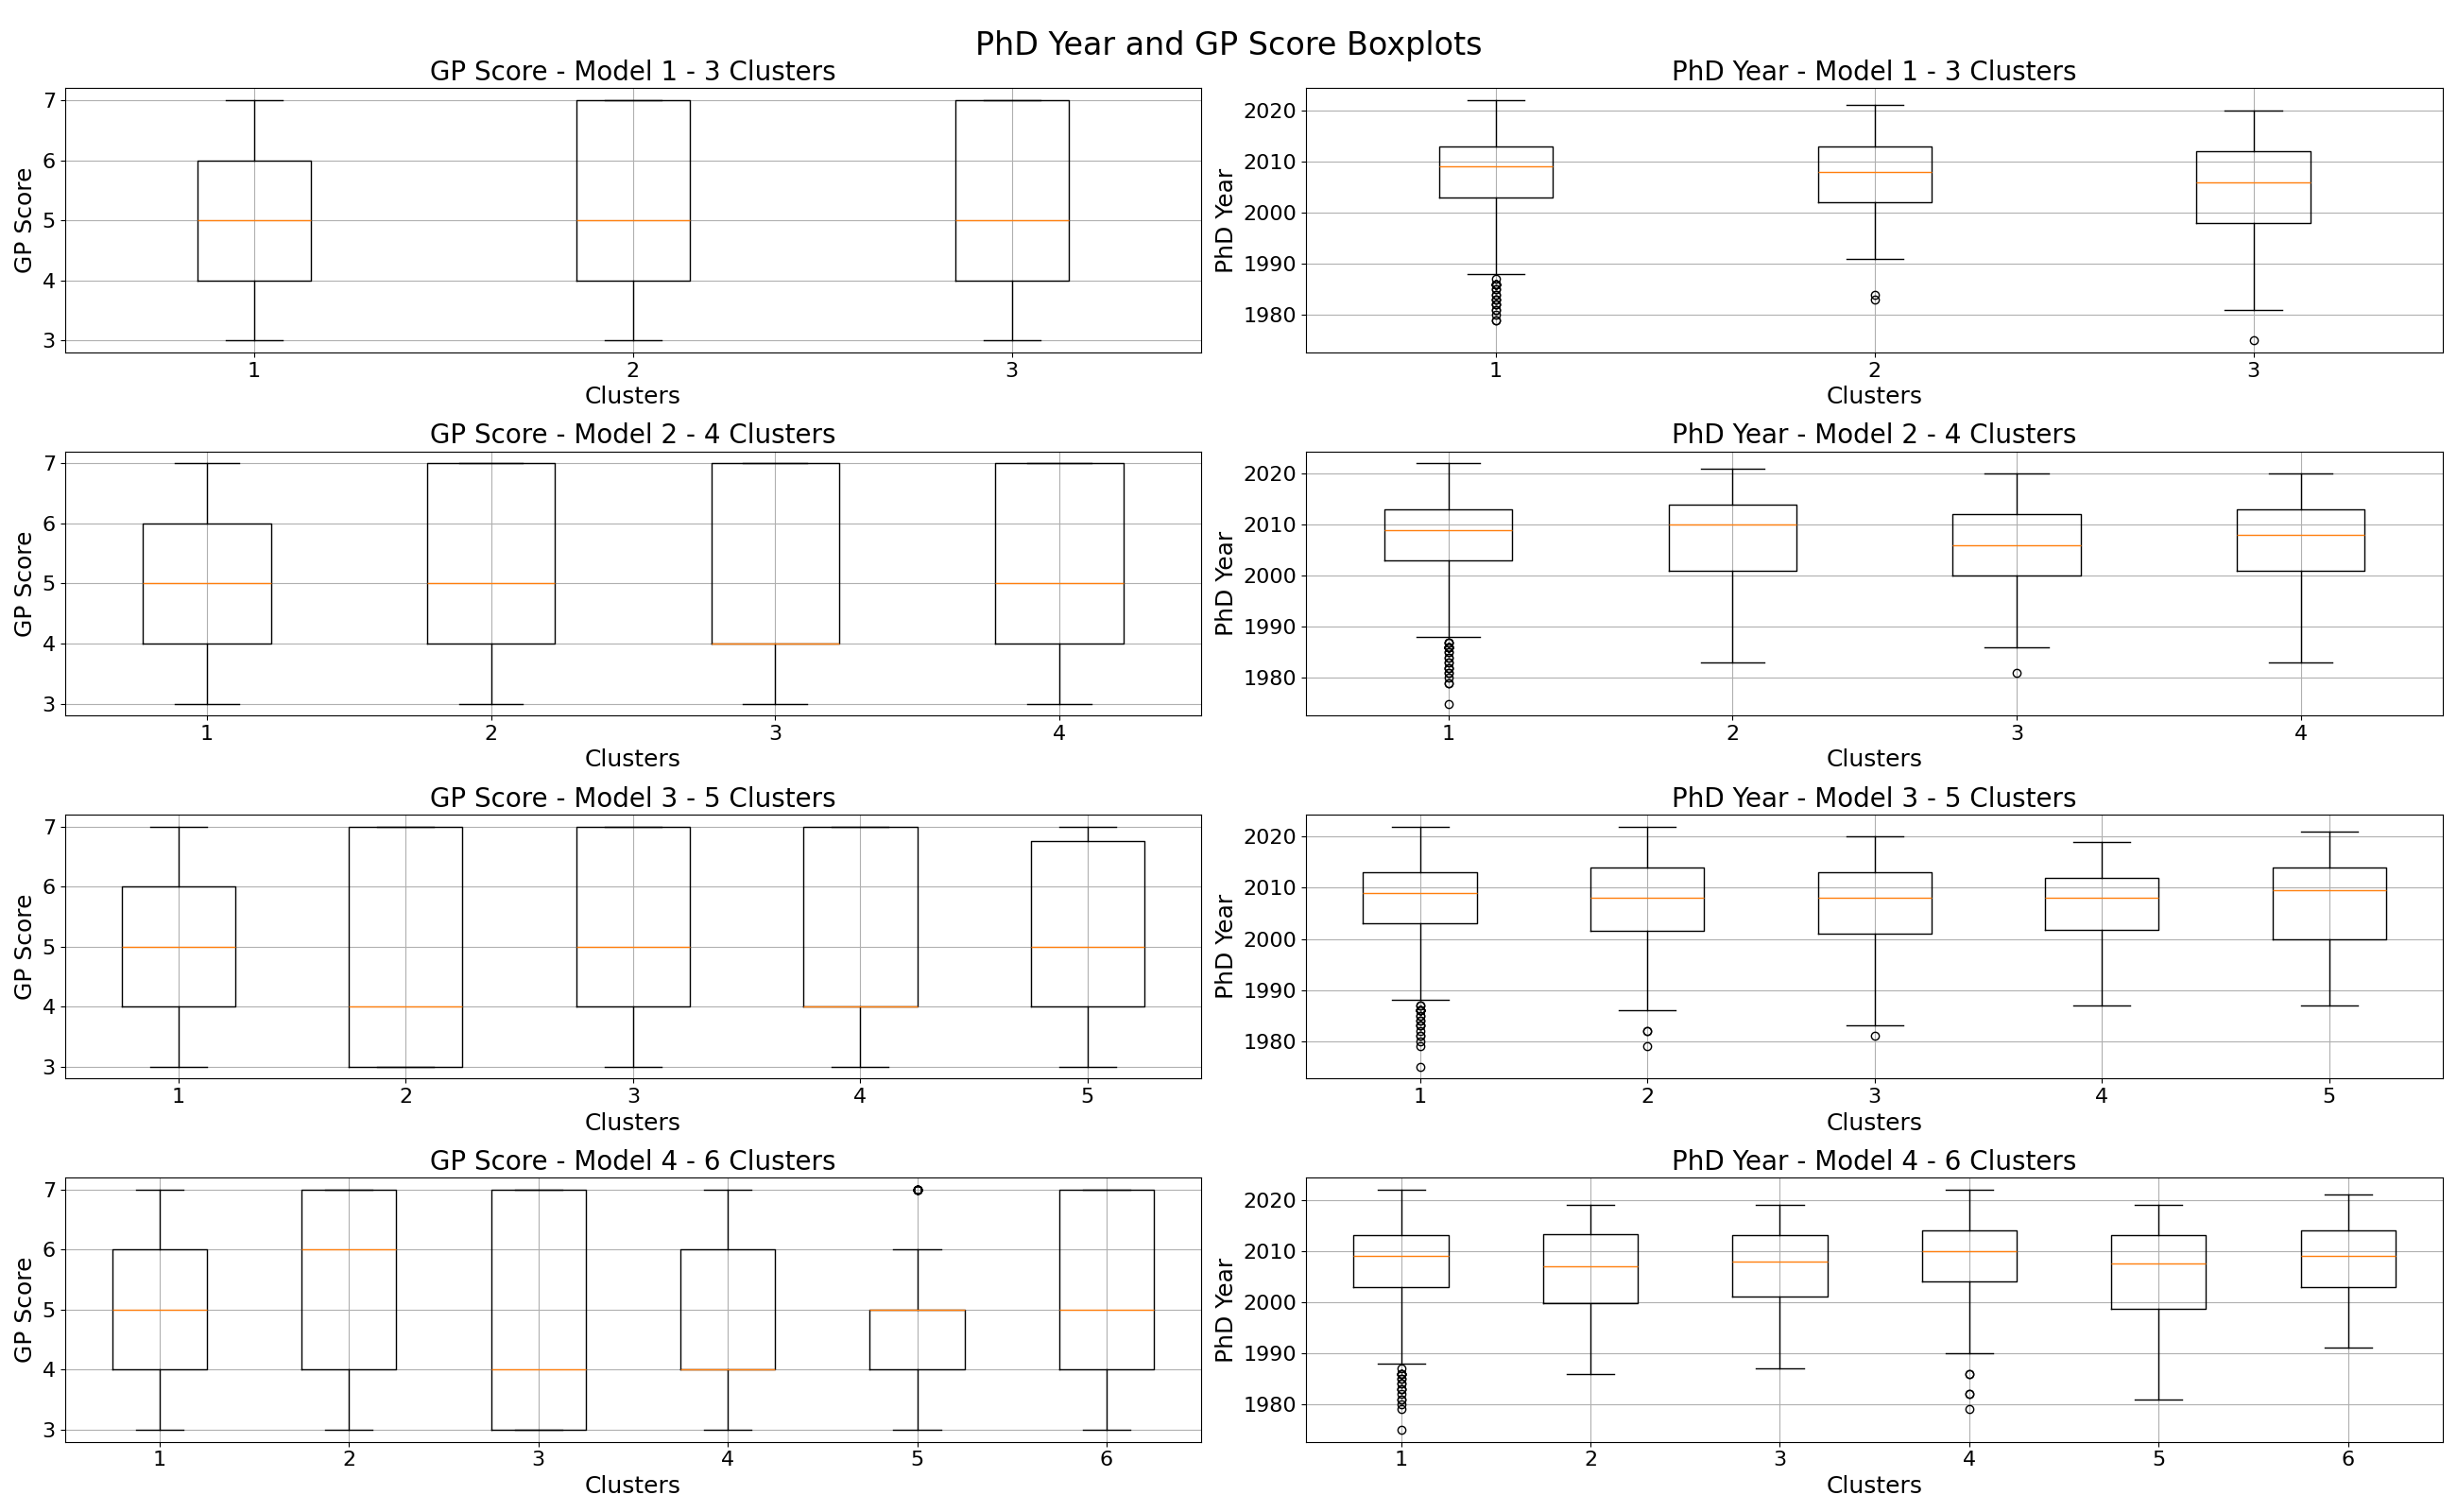 PhD Year and GP Score Boxplots
GP Score - Model 1 - 3 Clusters
GP Score
7
6
5
4
3
1 2 3
Clusters
PhD Year - Model 1 - 3 Clusters
PhD Year
2020
2010
2000
1990
1980
1 2 3
Clusters
GP Score - Model 2 - 4 Clusters
GP Score
7
6
5
4
3
1 2 3 4
Clusters
PhD Year - Model 2 - 4 Clusters
PhD Year
2020
2010
2000
1990
1980
1 2 3 4
Clusters
GP Score - Model 3 - 5 Clusters
GP Score
7
6
5
4
3
1 2 3 4 5
Clusters
PhD Year - Model 3 - 5 Clusters
PhD Year
2020
2010
2000
1990
1980
1 2 3 4 5
Clusters
GP Score - Model 4 - 6 Clusters
GP Score
7
6
5
4
3
1 2 3 4 5 6
Clusters
PhD Year - Model 4 - 6 Clusters
PhD Year
2020
2010
2000
1990
1980
1 2 3 4 5 6
Clusters